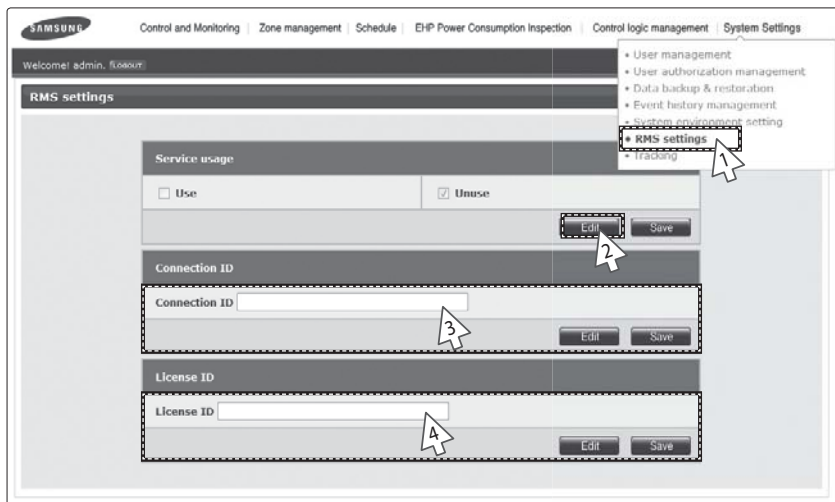 SAMSUNG
Control and Monitoring | Zone management | Schedule | EHP Power Consumption Inspection | Control logic management | System Settings
Welcome! admin. LOGOUT
• User management
• User authorization management
• Data backup & restoration
• Event history management
• System environment setting
• RMS settings
• Tracking
1
RMS settings
Service usage
Use
Unuse
Edit
Save
2
Connection ID
Connection ID
3
Edit
Save
License ID
License ID
4
Edit
Save